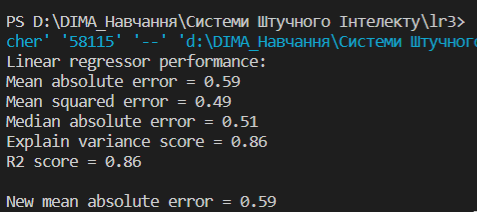 PS D:\DIMA_Навчання\Системи Штучного Інтелекту\lr3>
cher' '58115' '--' 'd:\DIMA_Навчання\Системи Штучного
Linear regressor performance:
Mean absolute error = 0.59
Mean squared error = 0.49
Median absolute error = 0.51
Explain variance score = 0.86
R2 score = 0.86
New mean absolute error = 0.59